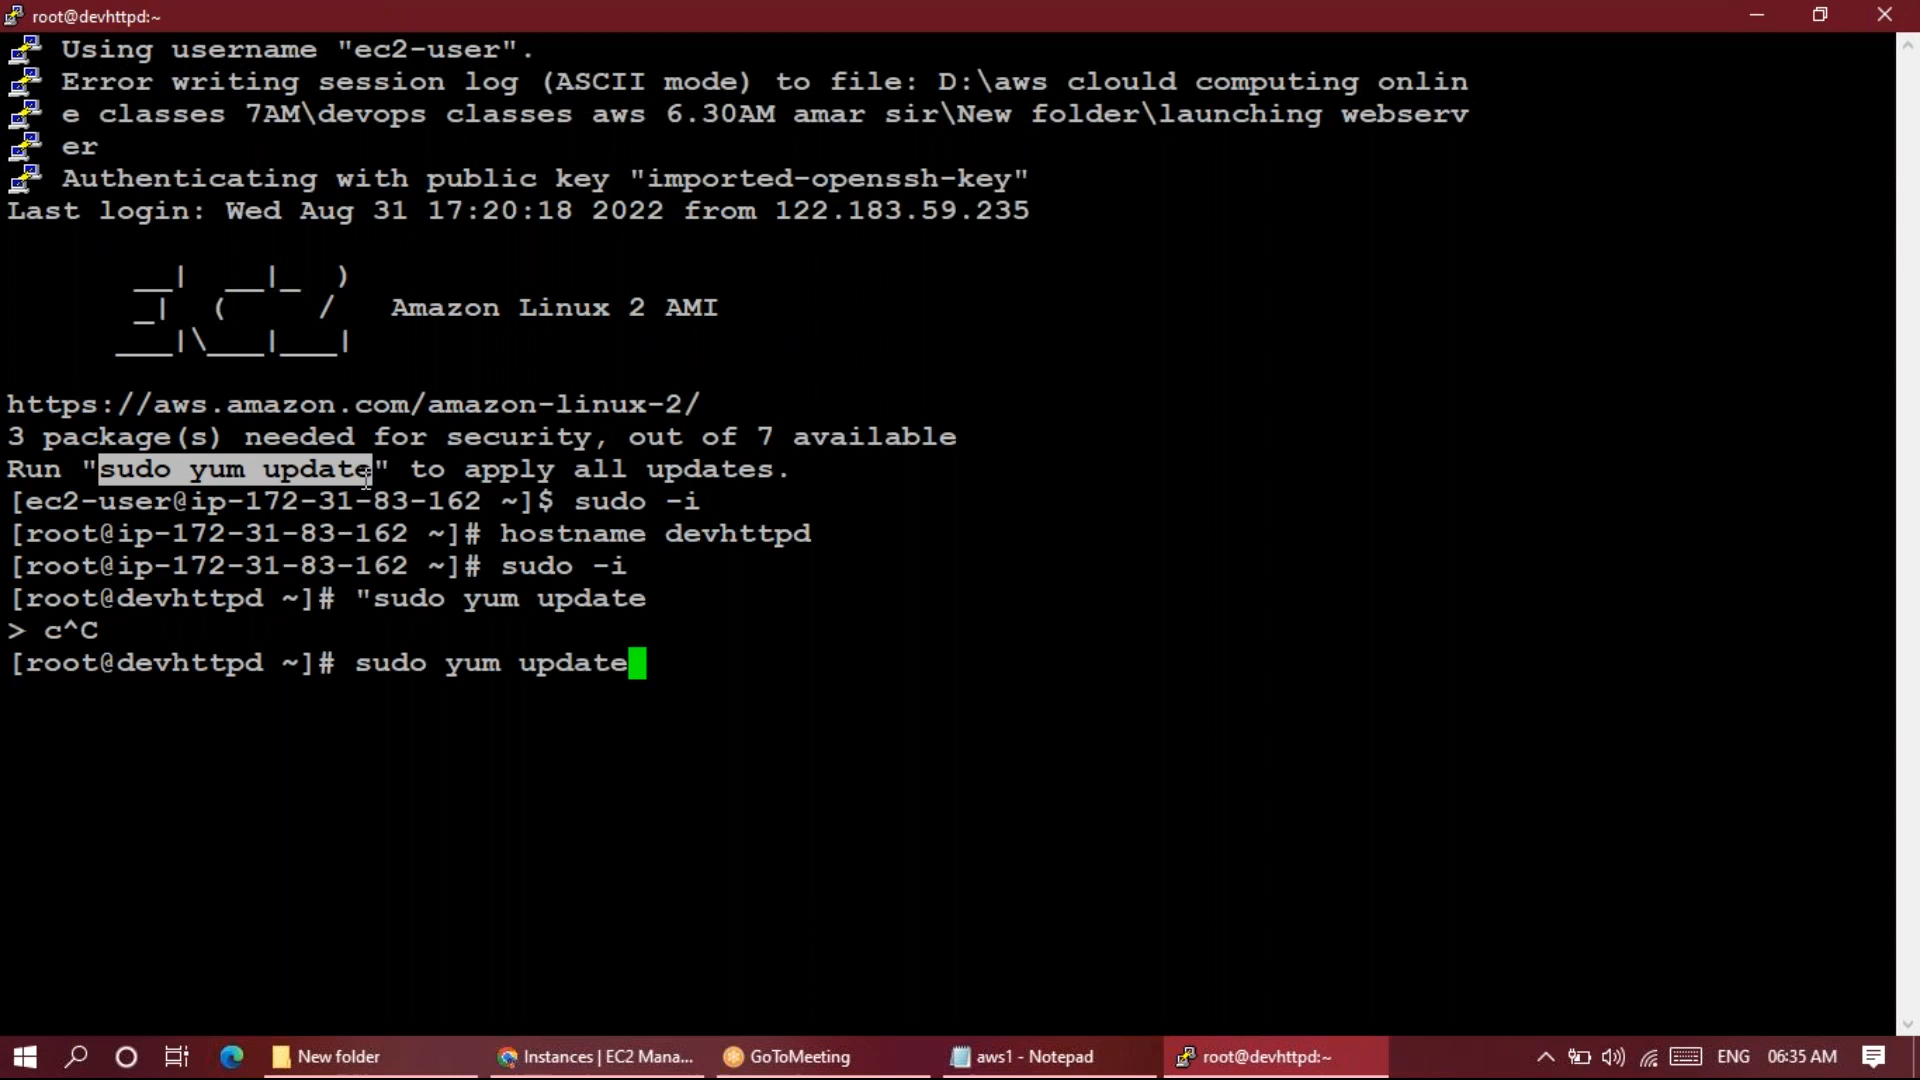 root@devhttpd:~
Using username "ec2-user".
Error writing session log (ASCII mode) to file: D:\aws clould computing onlin
e classes 7AM\devops classes aws 6.30AM amar sir\New folder\launching webserv
er
Authenticating with public key "imported-openssh-key"
Last login: Wed Aug 31 17:20:18 2022 from 122.183.59.235
       __|  __|_  )
       _|  (     /   Amazon Linux 2 AMI
      ___|\___|___|
https://aws.amazon.com/amazon-linux-2/
3 package(s) needed for security, out of 7 available
Run "sudo yum update" to apply all updates.
[ec2-user@ip-172-31-83-162 ~]$ sudo -i
[root@ip-172-31-83-162 ~]# hostname devhttpd
[root@ip-172-31-83-162 ~]# sudo -i
[root@devhttpd ~]# "sudo yum update
> c^C
[root@devhttpd ~]# sudo yum update
New folder Instances | EC2 Mana... GoToMeeting aws1 - Notepad root@devhttpd:~ ENG 06:35 AM